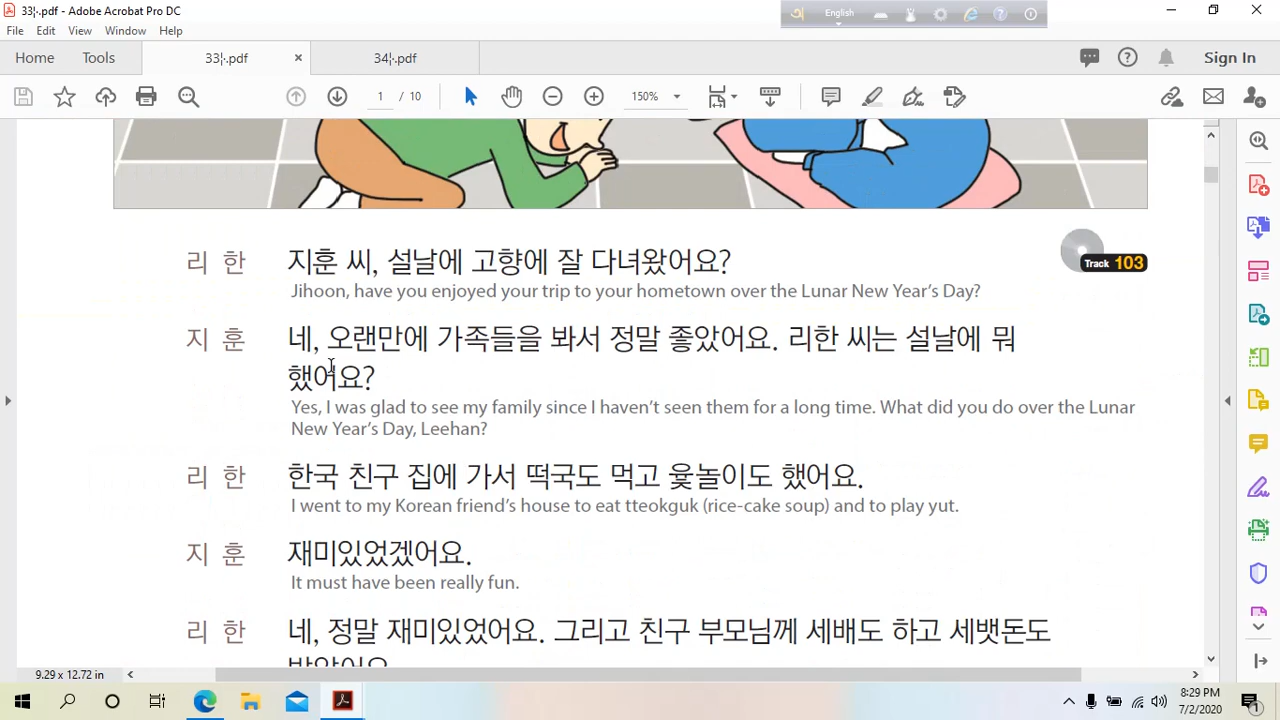 33¦·.pdf - Adobe Acrobat Pro DC
English
File Edit View Window Help
Home Tools 33¦·.pdf × 34¦·.pdf Sign In
1 / 10 150%
리 한 지훈 씨, 설날에 고향에 잘 다녀왔어요? Track 103
Jihoon, have you enjoyed your trip to your hometown over the Lunar New Year’s Day?
지 훈 네, 오랜만에 가족들을 봐서 정말 좋았어요. 리한 씨는 설날에 뭐
했어요?
Yes, I was glad to see my family since I haven’t seen them for a long time. What did you do over the Lunar
New Year’s Day, Leehan?
리 한 한국 친구 집에 가서 떡국도 먹고 윷놀이도 했어요.
I went to my Korean friend’s house to eat tteokguk (rice-cake soup) and to play yut.
지 훈 재미있었겠어요.
It must have been really fun.
리 한 네, 정말 재미있었어요. 그리고 친구 부모님께 세배도 하고 세뱃돈도
받았어요
9.29 x 12.72 in
8:29 PM
7/2/2020